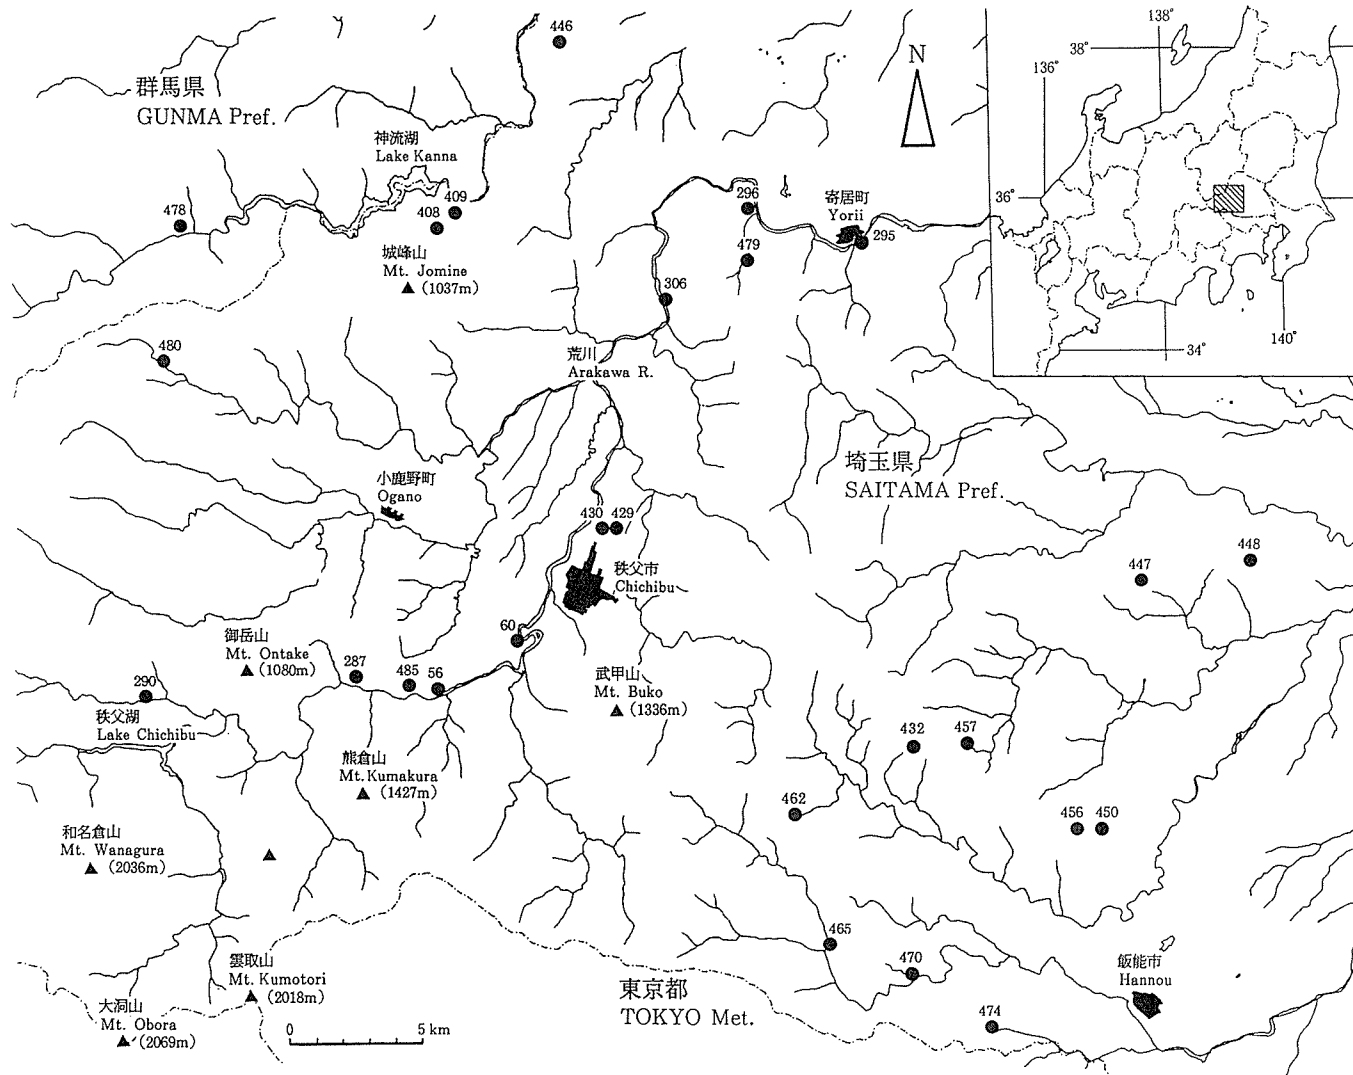 446
138°
38°
136°
群馬県
GUNMA Pref.
N
神流湖
Lake Kanna
409
408
478
296
寄居町
Yorii
295
36°
城峰山
Mt. Jomine
(1037m)
479
306
140°
34°
480
荒川
Arakawa R.
小鹿野町
Ogano
埼玉県
SAITAMA Pref.
430
429
秩父市
Chichibu
447
448
御岳山
Mt. Ontake
(1080m)
60
287
485
56
290
武甲山
Mt. Buko
(1336m)
秩父湖
Lake Chichibu
432
457
熊倉山
Mt. Kumakura
(1427m)
462
456
450
和名倉山
Mt. Wanagura
(2036m)
465
470
飯能市
Hannou
雲取山
Mt. Kumotori
(2018m)
東京都
TOKYO Met.
474
大洞山
Mt. Obora
(2069m)
0
5 km